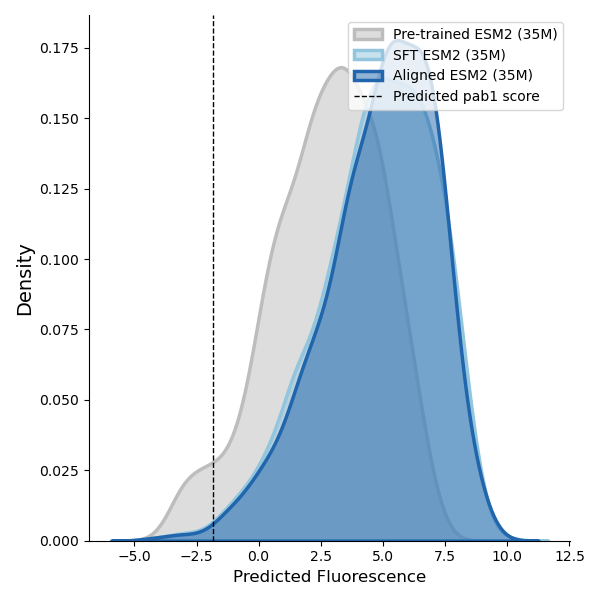 Pre-trained ESM2 (35M)
SFT ESM2 (35M)
Aligned ESM2 (35M)
Predicted pab1 score
Density
0.175
0.150
0.125
0.100
0.075
0.050
0.025
0.000
−5.0 −2.5 0.0 2.5 5.0 7.5 10.0 12.5
Predicted Fluorescence